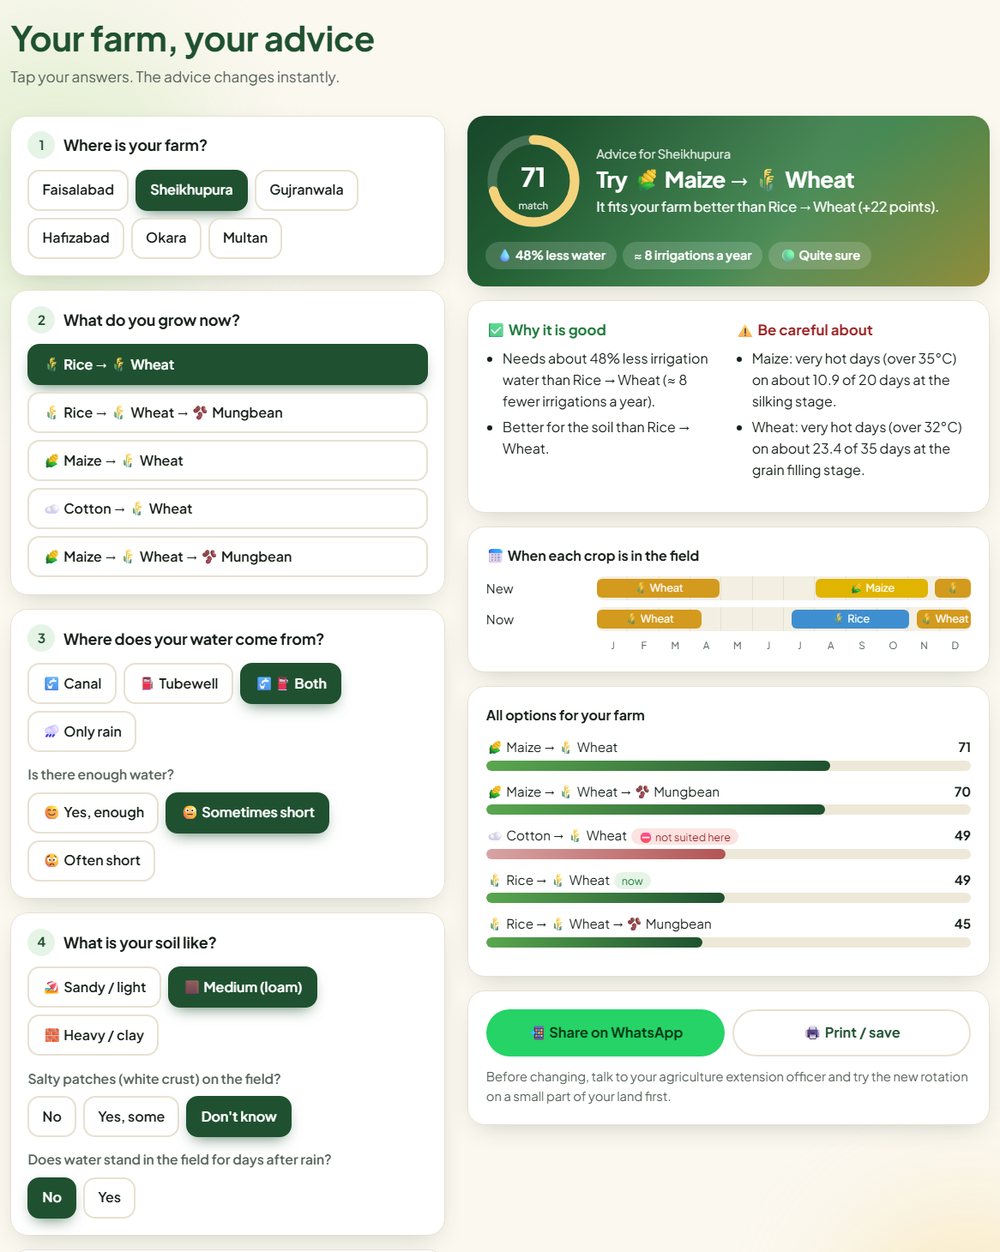 Your farm, your advice
Tap your answers. The advice changes instantly.
1 Where is your farm?
Faisalabad Sheikhupura Gujranwala
Hafizabad Okara Multan
2 What do you grow now?
Rice → Wheat
Rice → Wheat → Mungbean
Maize → Wheat
Cotton → Wheat
Maize → Wheat → Mungbean
3 Where does your water come from?
Canal Tubewell Both
Only rain
Is there enough water?
Yes, enough Sometimes short
Often short
4 What is your soil like?
Sandy / light Medium (loam)
Heavy / clay
Salty patches (white crust) on the field?
No Yes, some Don't know
Does water stand in the field for days after rain?
No Yes
71
match
Advice for Sheikhupura
Try Maize → Wheat
It fits your farm better than Rice → Wheat (+22 points).
48% less water ≈ 8 irrigations a year Quite sure
Why it is good
Needs about 48% less irrigation
water than Rice → Wheat (≈ 8
fewer irrigations a year).
Better for the soil than Rice →
Wheat.
Be careful about
Maize: very hot days (over 35°C)
on about 10.9 of 20 days at the
silking stage.
Wheat: very hot days (over 32°C)
on about 23.4 of 35 days at the
grain filling stage.
When each crop is in the field
New Wheat Maize
Now Wheat Rice Wheat
J F M A M J J A S O N D
All options for your farm
Maize → Wheat 71
Maize → Wheat → Mungbean 70
Cotton → Wheat not suited here 49
Rice → Wheat now 49
Rice → Wheat → Mungbean 45
Share on WhatsApp Print / save
Before changing, talk to your agriculture extension officer and try the new rotation
on a small part of your land first.